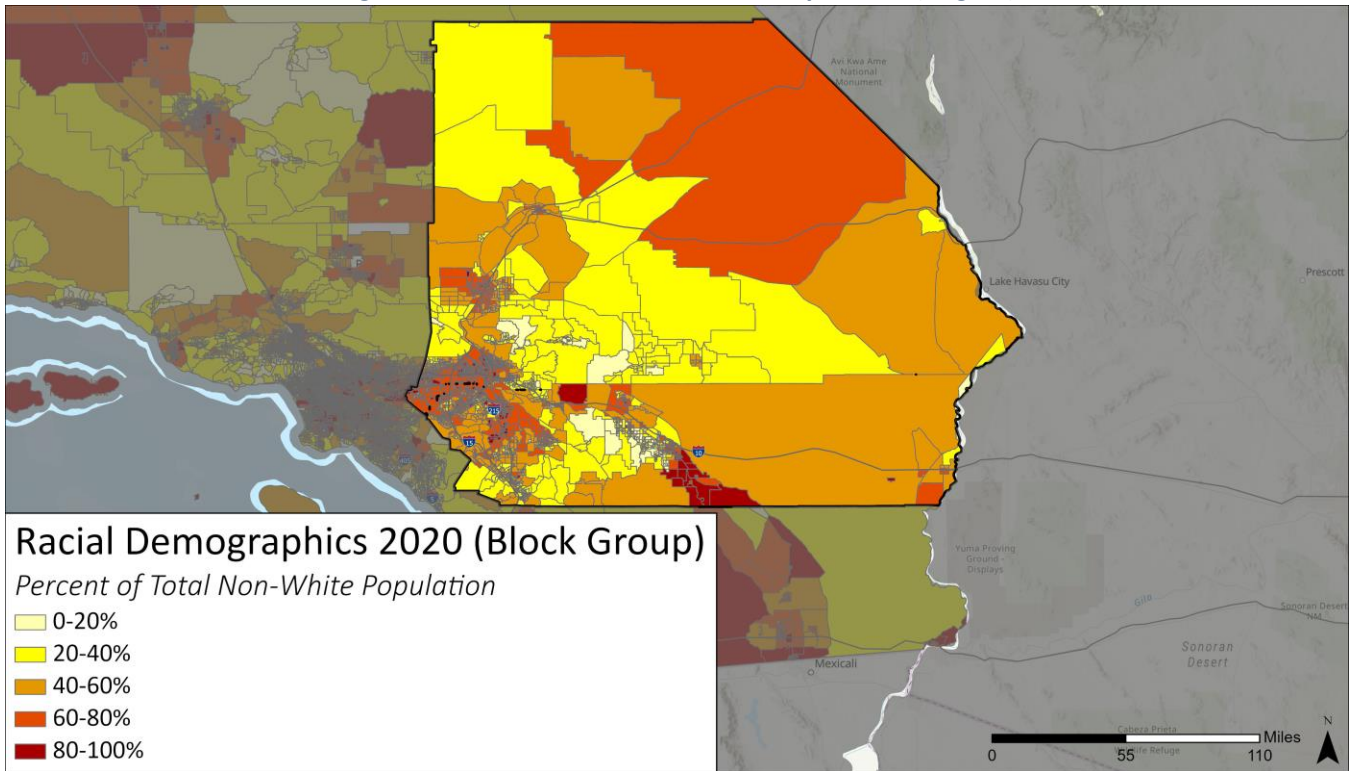 Avi Kwa Ame
National
Monument
Lake Havasu City
Prescott
215
15
10
Yuma Proving
Ground -
Displays
Gila
Sonoran Desert
NM
Sonoran
Desert
Mexicali
Cabeza Prieta
Wildlife Refuge
Racial Demographics 2020 (Block Group)
Percent of Total Non-White Population
0-20%
20-40%
40-60%
60-80%
80-100%
Miles
0 55 110
N